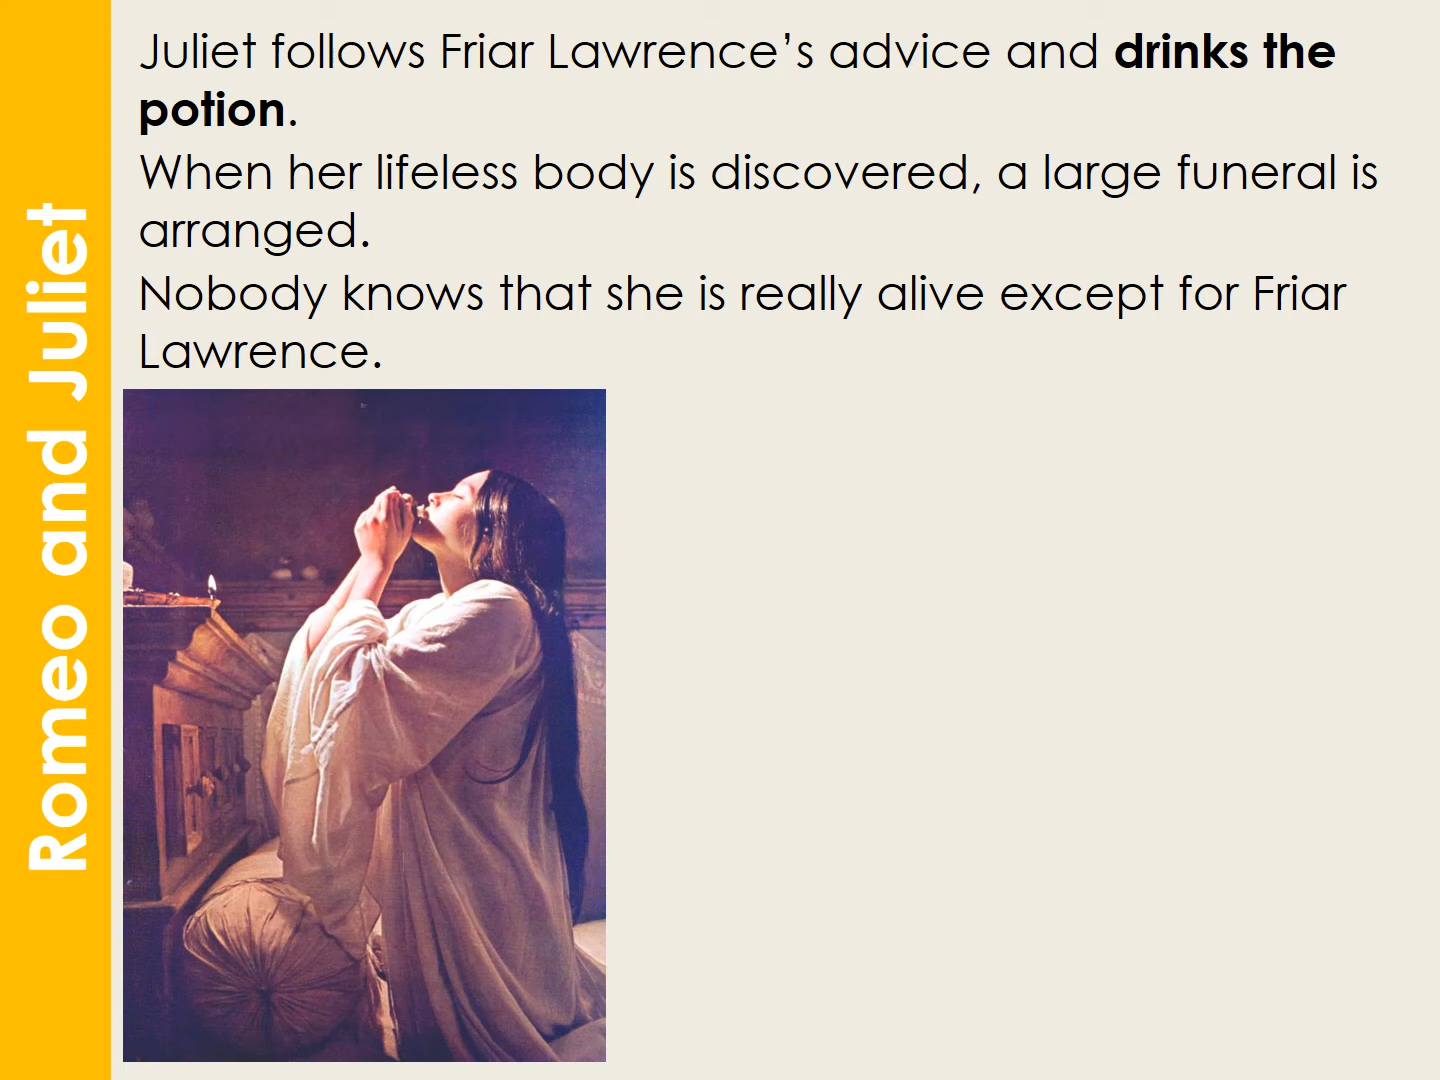 Romeo and Juliet
Juliet follows Friar Lawrence’s advice and drinks the
potion.
When her lifeless body is discovered, a large funeral is
arranged.
Nobody knows that she is really alive except for Friar
Lawrence.